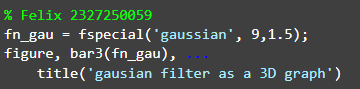 % Felix 2327250059
fn_gau = fspecial('gaussian', 9,1.5);
figure, bar3(fn_gau), ...
title('gausian filter as a 3D graph')